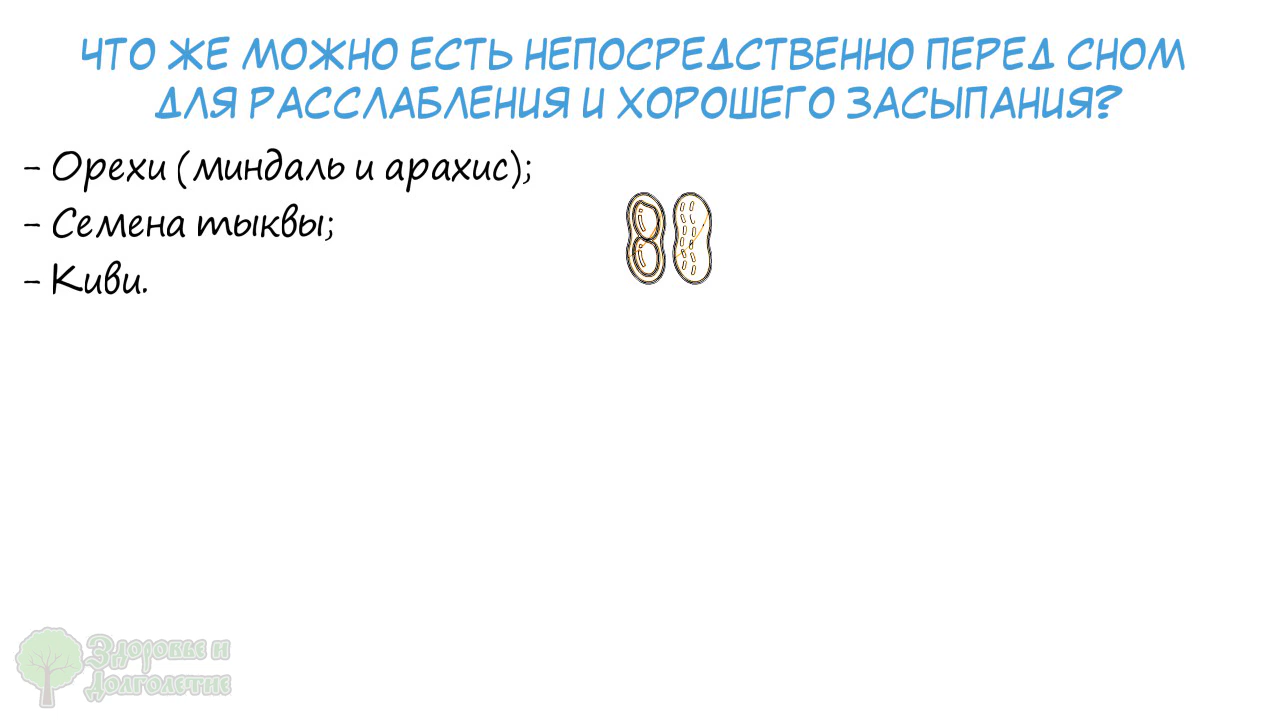 ЧТО ЖЕ МОЖНО ЕСТЬ НЕПОСРЕДСТВЕННО ПЕРЕД СНОМ
ДЛЯ РАССЛАБЛЕНИЯ И ХОРОШЕГО ЗАСЫПАНИЯ?
- Орехи (миндаль и арахис);
- Семена тыквы;
- Киви.
Здоровье и
Долголетие